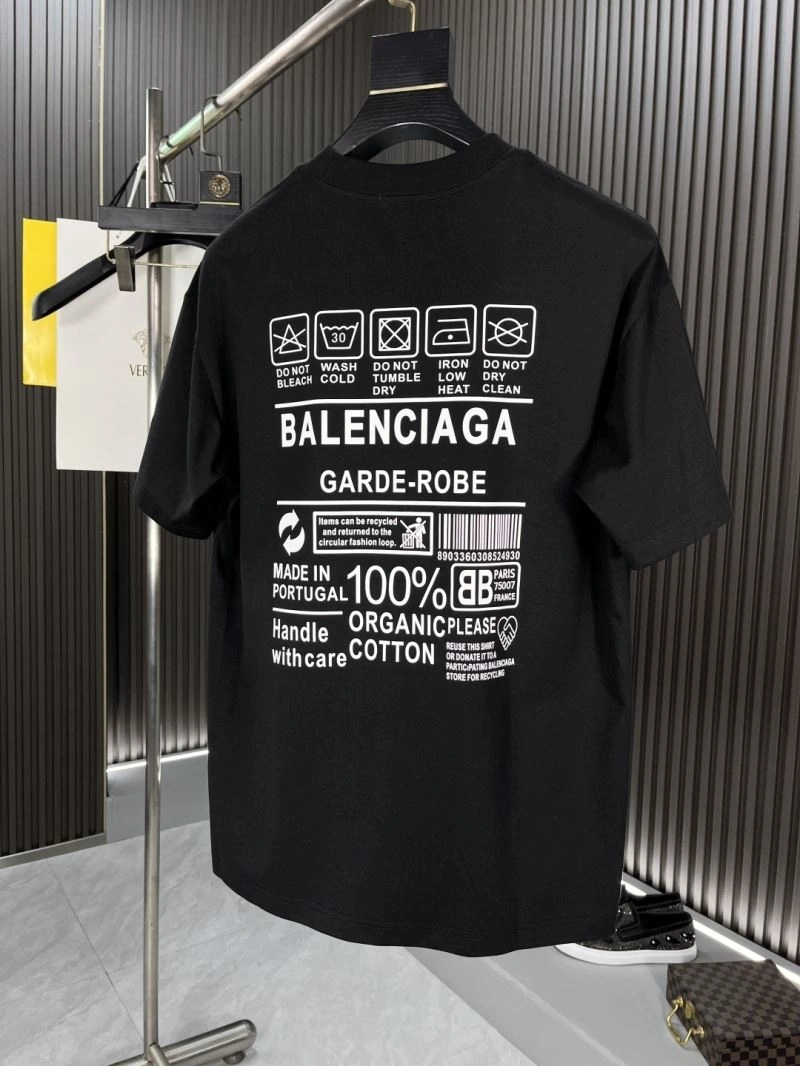 DO NOT BLEACH
30
WASH COLD
DO NOT TUMBLE DRY
IRON LOW HEAT
DO NOT DRY CLEAN
BALENCIAGA
GARDE-ROBE
Items can be recycled
and returned to the
circular fashion loop.
8903360308524930
MADE IN
PORTUGAL
100%
ORGANIC
COTTON
BB
PARIS
75007
FRANCE
Handle
with care
PLEASE
REUSE THIS SHIRT
OR DONATE IT TO A
PARTICIPATING BALENCIAGA
STORE FOR RECYCLING
VER